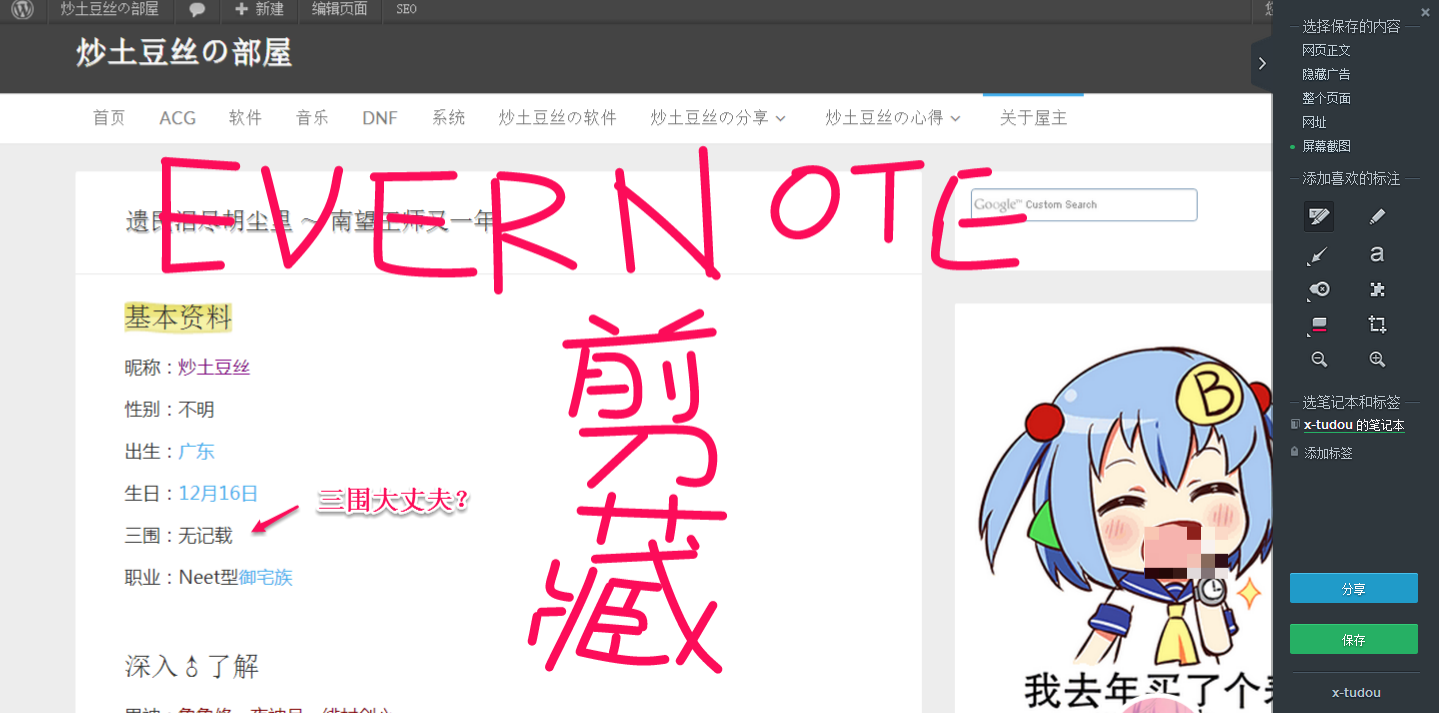 炒土豆丝の部屋 新建 编辑页面 SEO
炒土豆丝の部屋
首页 ACG 软件 音乐 DNF 系统 炒土豆丝の软件 炒土豆丝の分享 炒土豆丝の心得 关于屋主
EVERNOTE
遗民泪尽胡尘里 ～ 南望王师又一年
Google™ Custom Search
基本资料
昵称：炒土豆丝
性别：不明
出生：广东
生日：12月16日
三围：无记载
三围大丈夫？
职业：Neet型御宅族
剪藏
深入♂了解
B
我去年买了个
选择保存的内容
网页正文
隐藏广告
整个页面
网址
屏幕截图
添加喜欢的标注
a
选笔记本和标签
x-tudou 的笔记本
添加标签
分享
保存
x-tudou